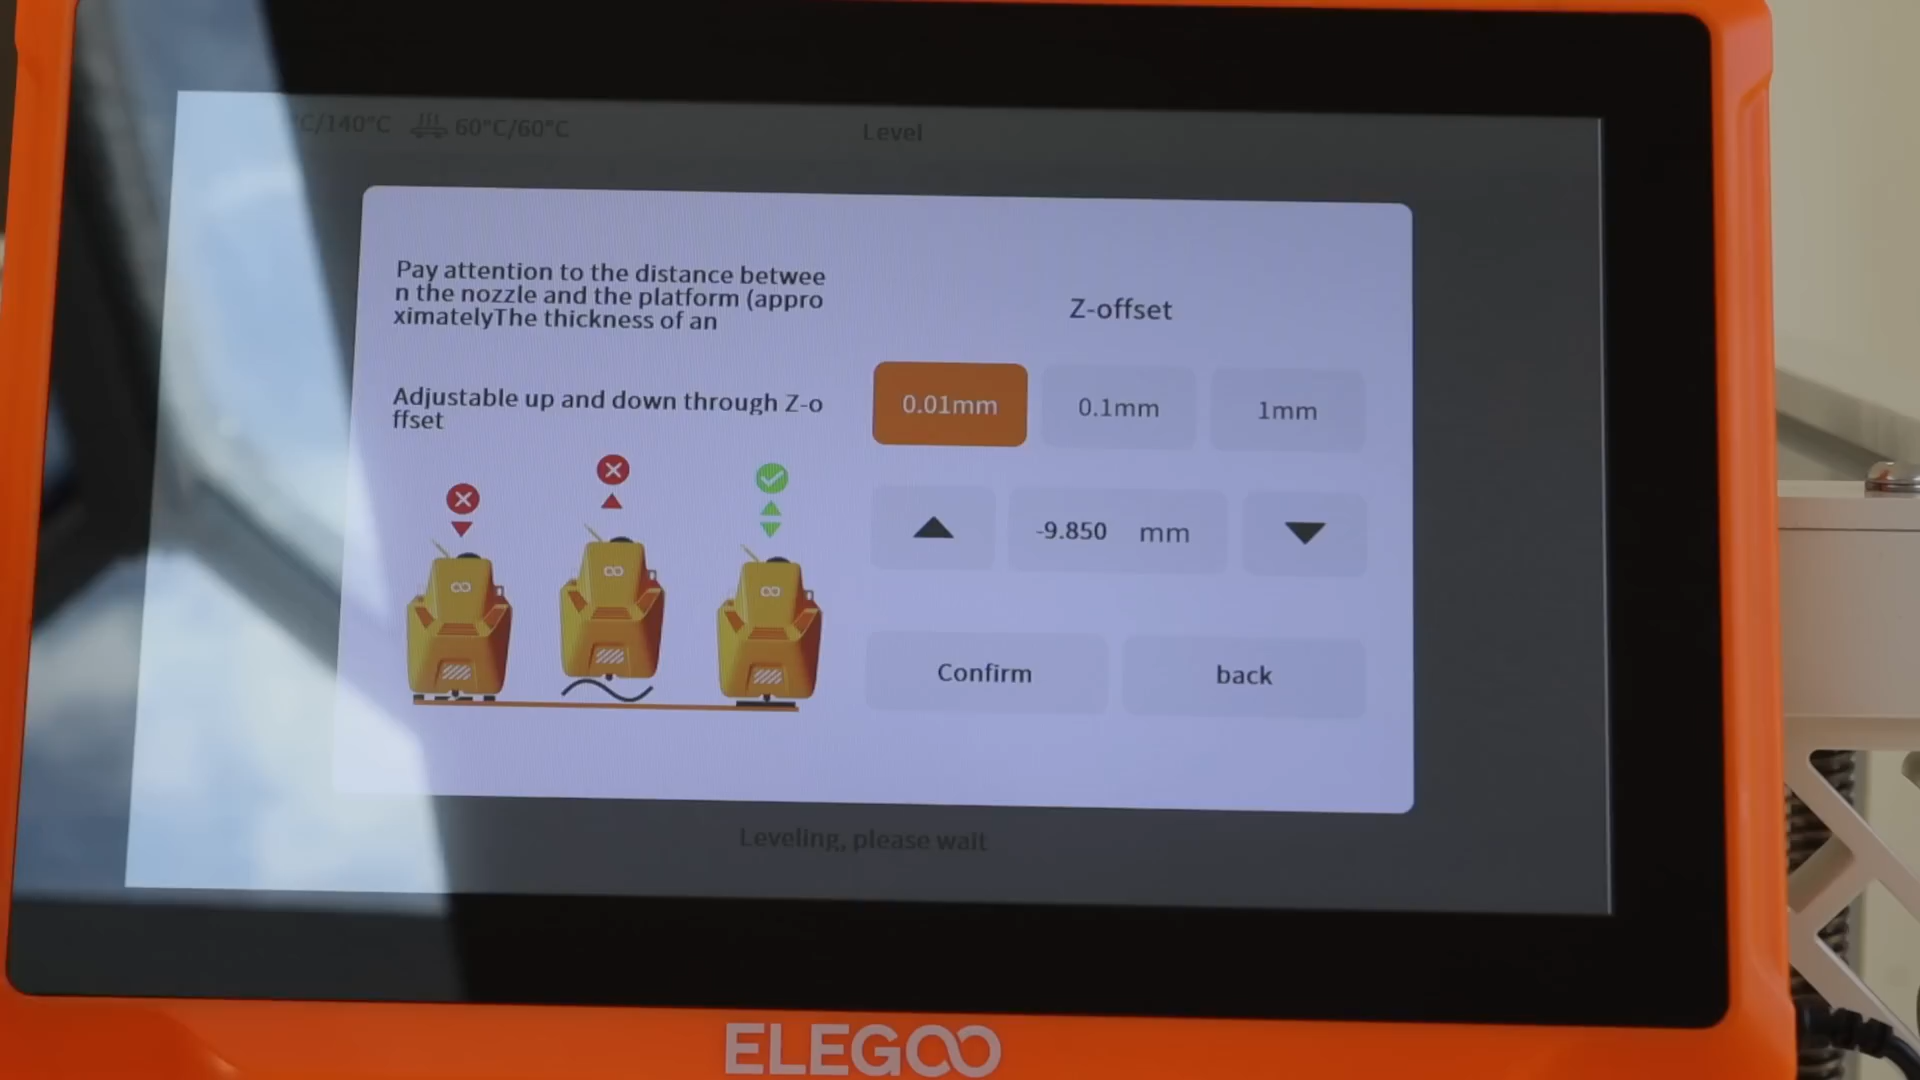 °C/140°C 60°C/60°C
Level
Pay attention to the distance betwee
n the nozzle and the platform (appro
ximatelyThe thickness of an
Adjustable up and down through Z-o
ffset
Z-offset
0.01mm 0.1mm 1mm
-9.850 mm
Confirm back
Leveling, please wait
ELEGOO